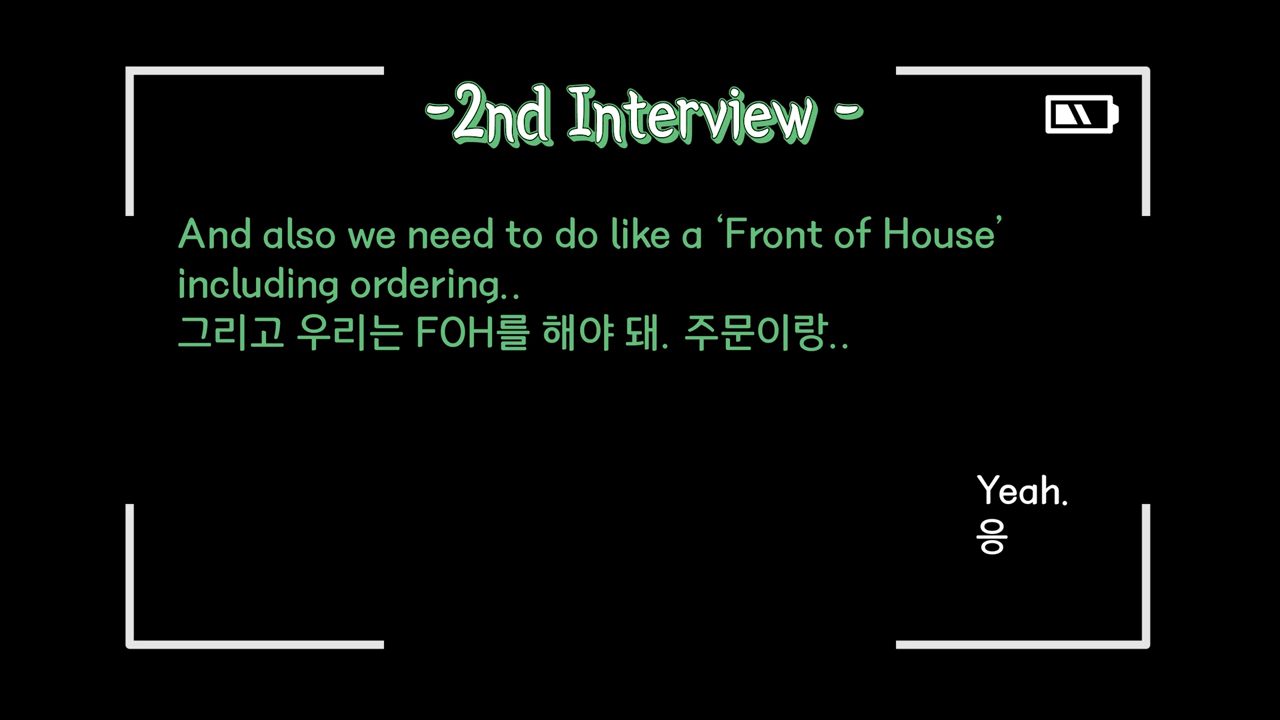 -2nd Interview -
And also we need to do like a ‘Front of House’
including ordering..
그리고 우리는 FOH를 해야 돼. 주문이랑..
Yeah.
응